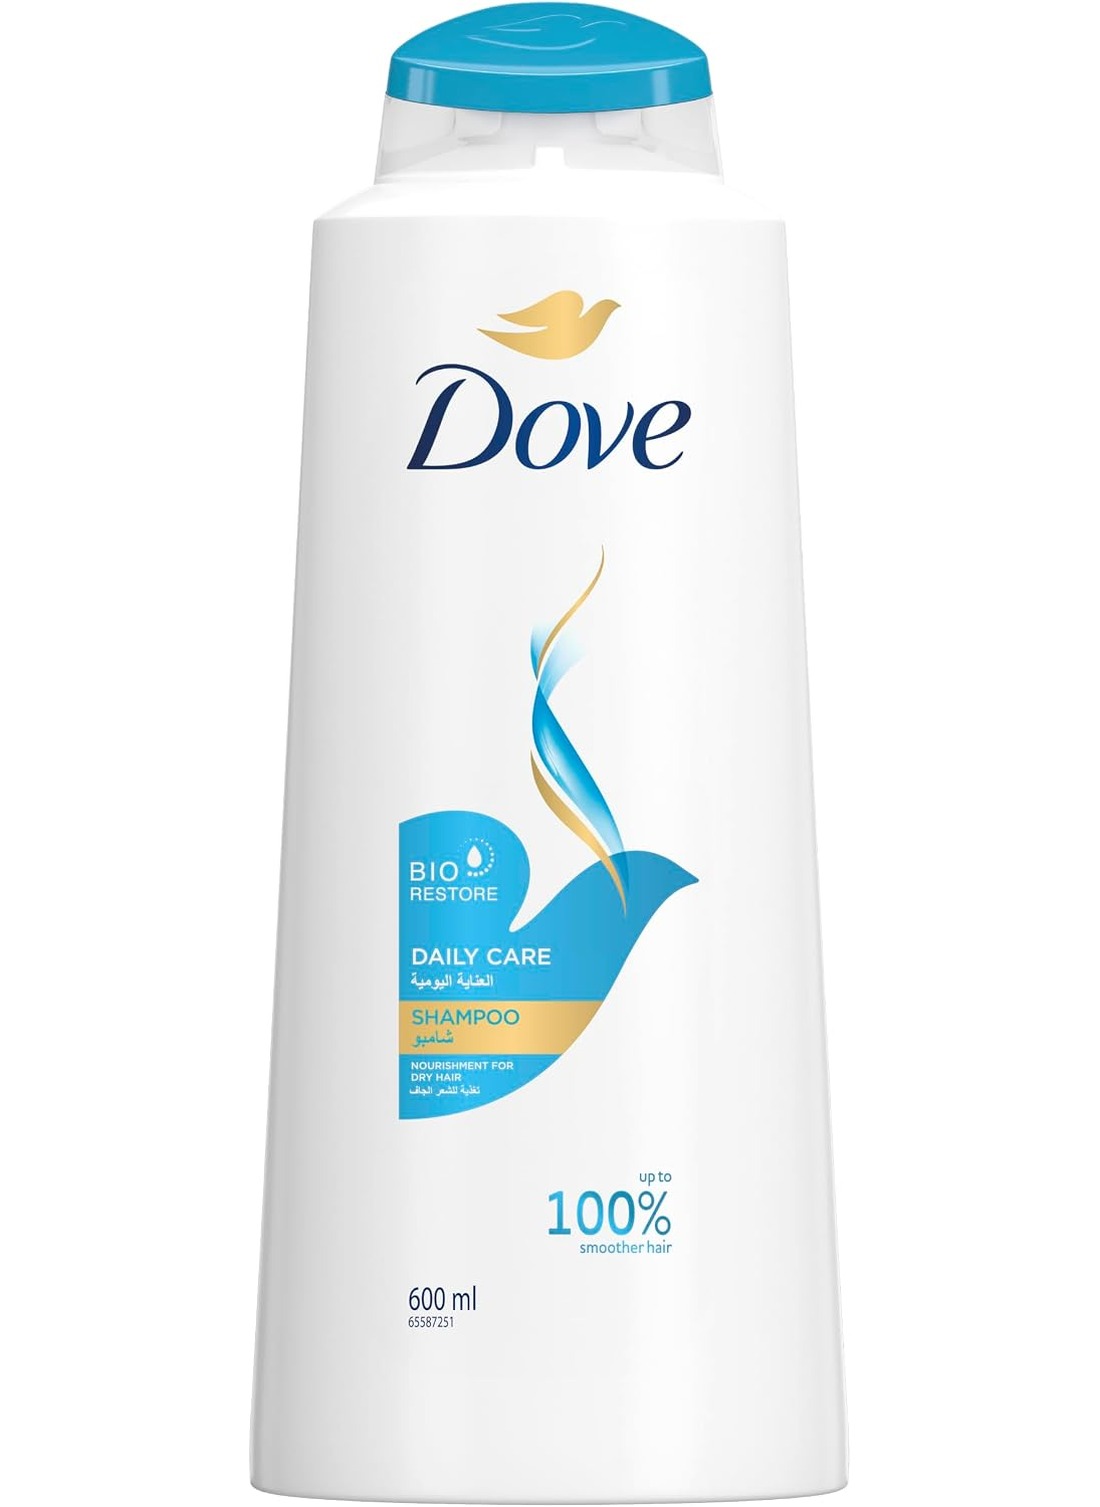 Dove
BIO
RESTORE
DAILY CARE
العناية اليومية
SHAMPOO
شامبو
NOURISHMENT FOR
DRY HAIR
تغذية للشعر الجاف
up to
100%
smoother hair
600 ml
65587251